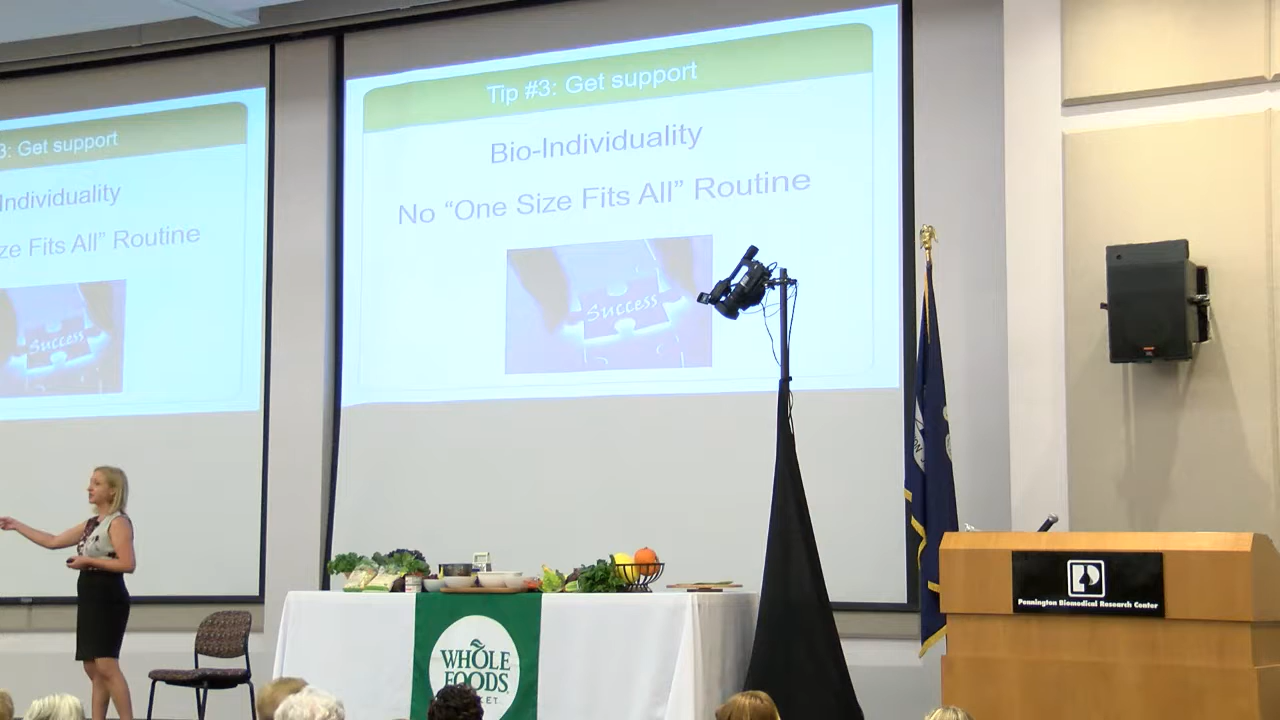 3: Get support
Individuality
ze Fits All” Routine
Success
Tip #3: Get support
Bio-Individuality
No “One Size Fits All” Routine
Success
WHOLE
FOODS
KET
Pennington Biomedical Research Center